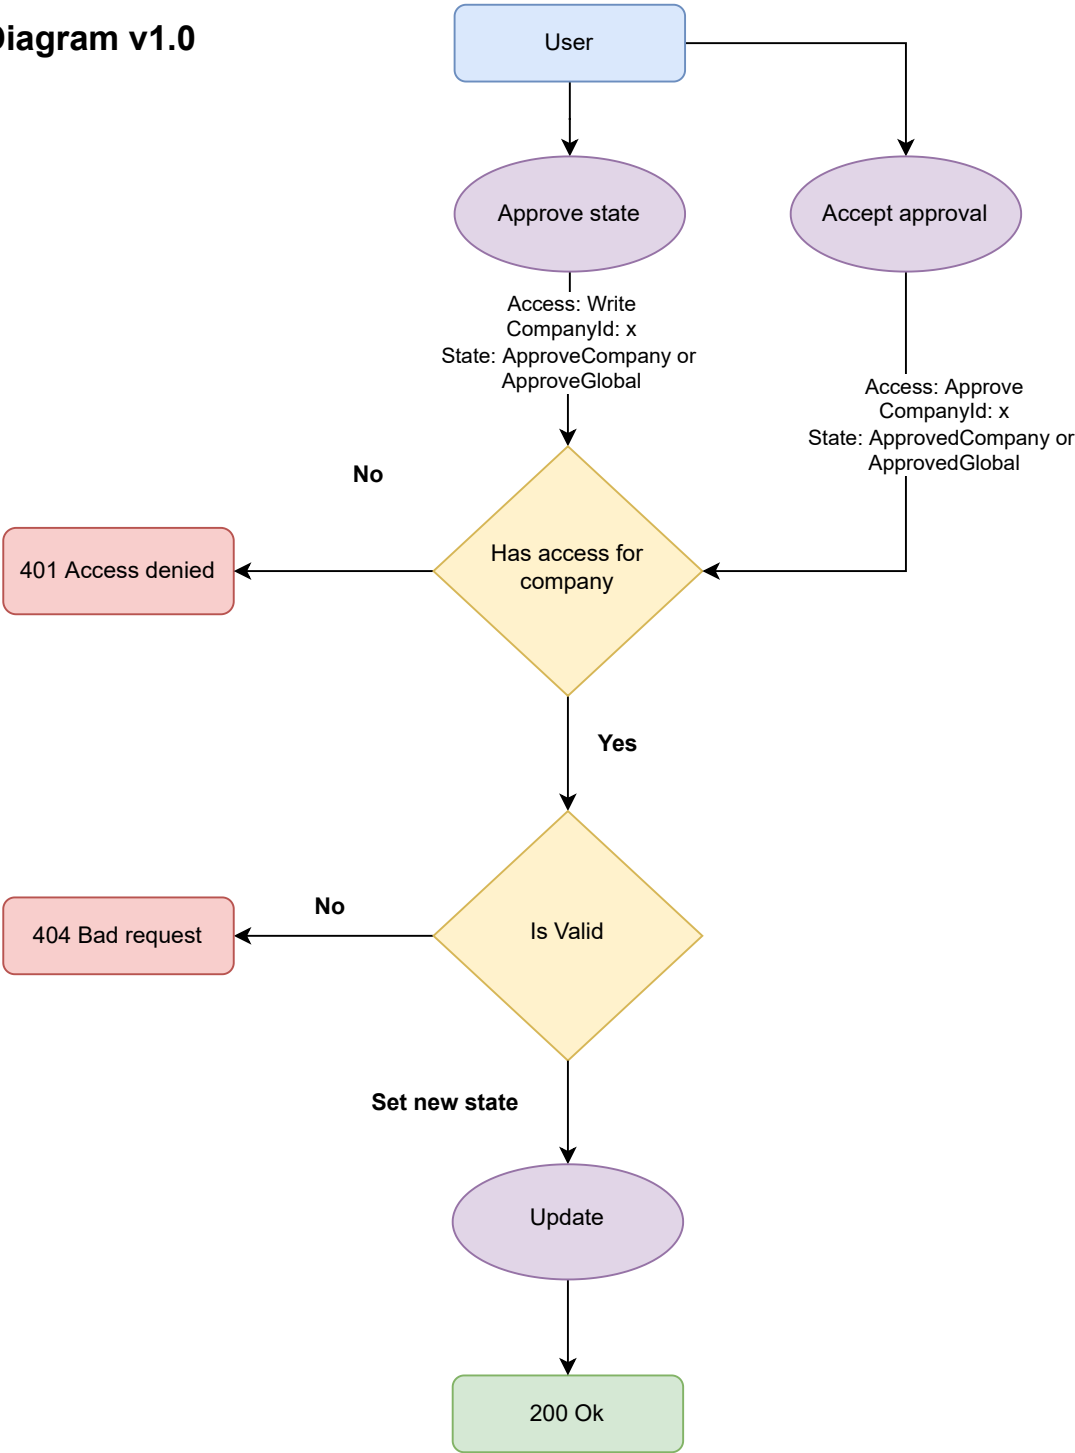 Diagram v1.0
User
Approve state
Accept approval
Access: Write
CompanyId: x
State: ApproveCompany or
ApproveGlobal
Access: Approve
CompanyId: x
State: ApprovedCompany or
ApprovedGlobal
No
Has access for
company
401 Access denied
Yes
No
Is Valid
404 Bad request
Set new state
Update
200 Ok